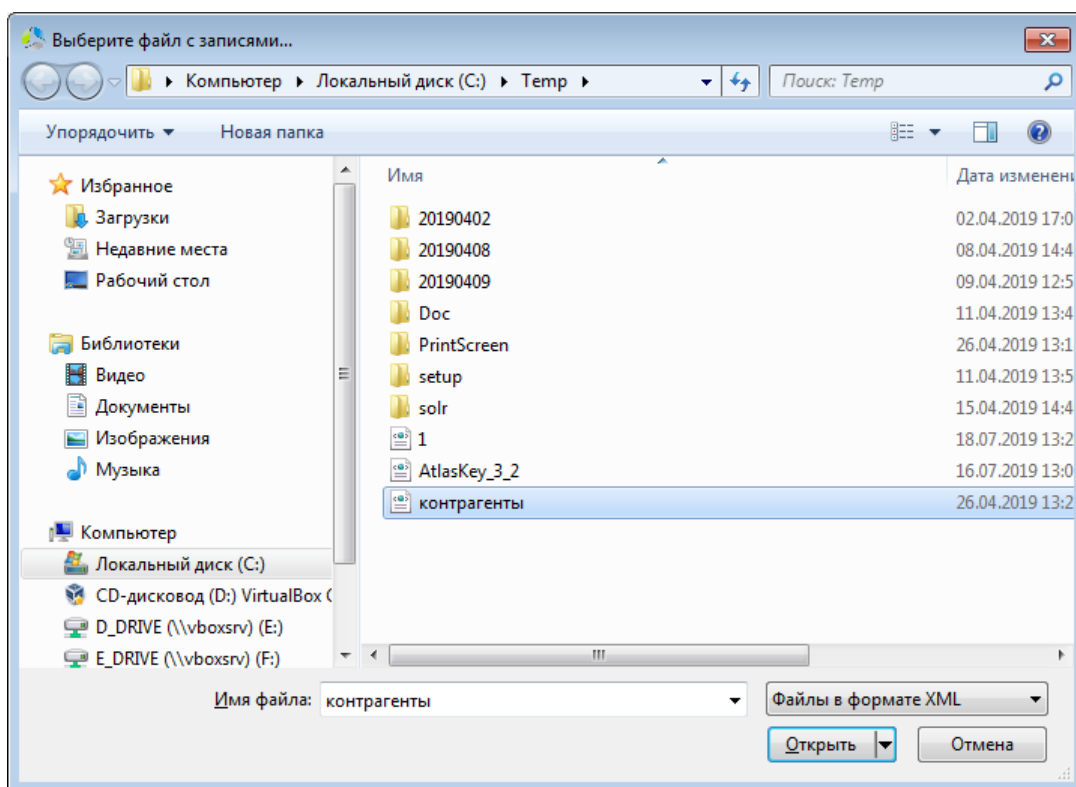 Выберите файл с записями...
Компьютер Локальный диск (C:) Temp
Поиск: Temp
Упорядочить Новая папка
Избранное
Загрузки
Недавние места
Рабочий стол
Библиотеки
Видео
Документы
Изображения
Музыка
Компьютер
Локальный диск (C:)
CD-дисковод (D:) VirtualBox
D_DRIVE (\\vboxsrv) (E:)
E_DRIVE (\\vboxsrv) (F:)
Имя Дата изменени
20190402 02.04.2019 17:0
20190408 08.04.2019 14:4
20190409 09.04.2019 12:5
Doc 11.04.2019 13:4
PrintScreen 26.04.2019 13:1
setup 11.04.2019 13:5
solr 15.04.2019 14:4
1 18.07.2019 13:2
AtlasKey_3_2 16.07.2019 13:0
контрагенты 26.04.2019 13:2
Имя файла: контрагенты Файлы в формате XML
Открыть Отмена